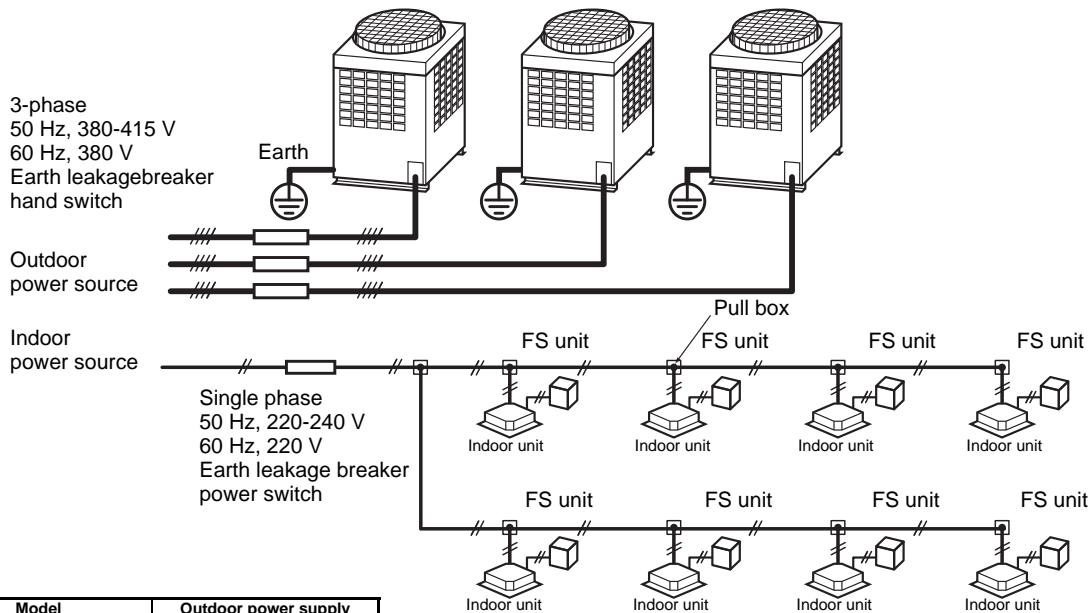 3-phase
50 Hz, 380-415 V
60 Hz, 380 V
Earth leakagebreaker
hand switch
Earth
Outdoor
power source
Pull box
Indoor
power source
FS unit FS unit FS unit FS unit
Single phase
50 Hz, 220-240 V
60 Hz, 220 V
Earth leakage breaker
power switch
Indoor unit Indoor unit Indoor unit Indoor unit
FS unit FS unit FS unit FS unit
Indoor unit Indoor unit Indoor unit Indoor unit
Model Outdoor power supply